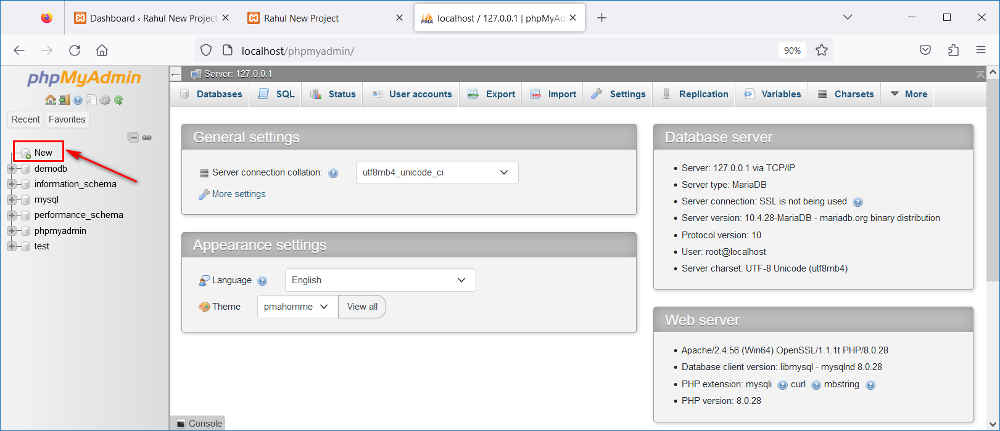 Dashboard ‹ Rahul New Project
Rahul New Project
localhost / 127.0.0.1 | phpMyAd
localhost/phpmyadmin/
90%
phpMyAdmin
Recent
Favorites
New
demodb
information_schema
mysql
performance_schema
phpmyadmin
test
Server: 127.0.0.1
Databases
SQL
Status
User accounts
Export
Import
Settings
Replication
Variables
Charsets
More
General settings
Server connection collation:
utf8mb4_unicode_ci
More settings
Appearance settings
Language
English
Theme
pmahomme
View all
Database server
Server: 127.0.0.1 via TCP/IP
Server type: MariaDB
Server connection: SSL is not being used
Server version: 10.4.28-MariaDB - mariadb.org binary distribution
Protocol version: 10
User: root@localhost
Server charset: UTF-8 Unicode (utf8mb4)
Web server
Apache/2.4.56 (Win64) OpenSSL/1.1.1t PHP/8.0.28
Database client version: libmysql - mysqlnd 8.0.28
PHP extension: mysqli curl mbstring
PHP version: 8.0.28
Console